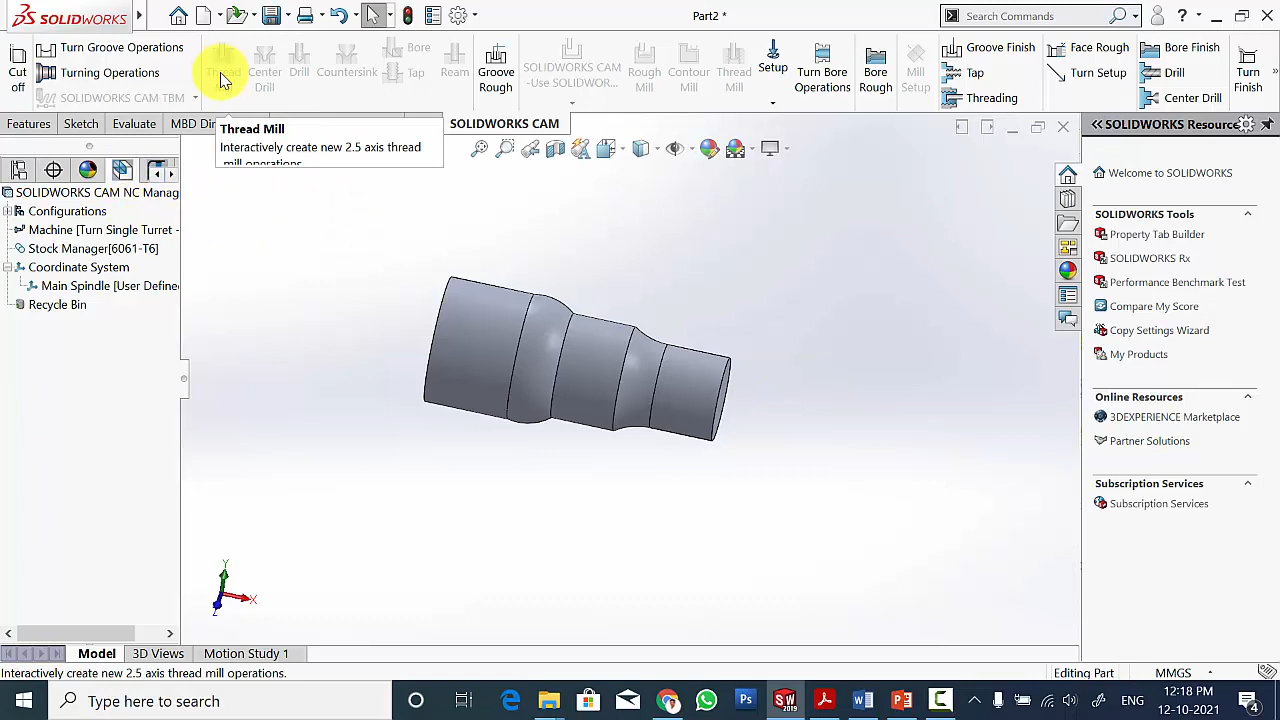 SOLIDWORKS
Part2 *
Search Commands
Cut off
Turn Groove Operations
Turning Operations
SOLIDWORKS CAM TBM
Thread
Center Drill
Drill
Countersink
Bore
Tap
Ream
Groove Rough
SOLIDWORKS CAM -Use SOLIDWO...
Rough Mill
Contour Mill
Thread Mill
Setup
Turn Bore Operations
Bore Rough
Mill Setup
Groove Finish
Tap
Threading
Face Rough
Turn Setup
Bore Finish
Drill
Center Drill
Turn Finish
Features
Sketch
Evaluate
MBD Dim
SOLIDWORKS CAM
Thread Mill
Interactively create new 2.5 axis thread
mill operations
SOLIDWORKS CAM NC Manag
Configurations
Machine [Turn Single Turret -
Stock Manager[6061-T6]
Coordinate System
Main Spindle [User Define
Recycle Bin
SOLIDWORKS Resource
Welcome to SOLIDWORKS
SOLIDWORKS Tools
Property Tab Builder
SOLIDWORKS Rx
Performance Benchmark Test
Compare My Score
Copy Settings Wizard
My Products
Online Resources
3DEXPERIENCE Marketplace
Partner Solutions
Subscription Services
Subscription Services
Y
X
Z
Model
3D Views
Motion Study 1
Interactively create new 2.5 axis thread mill operations.
Editing Part
MMGS
Type here to search
ENG
12:18 PM
12-10-2021
4